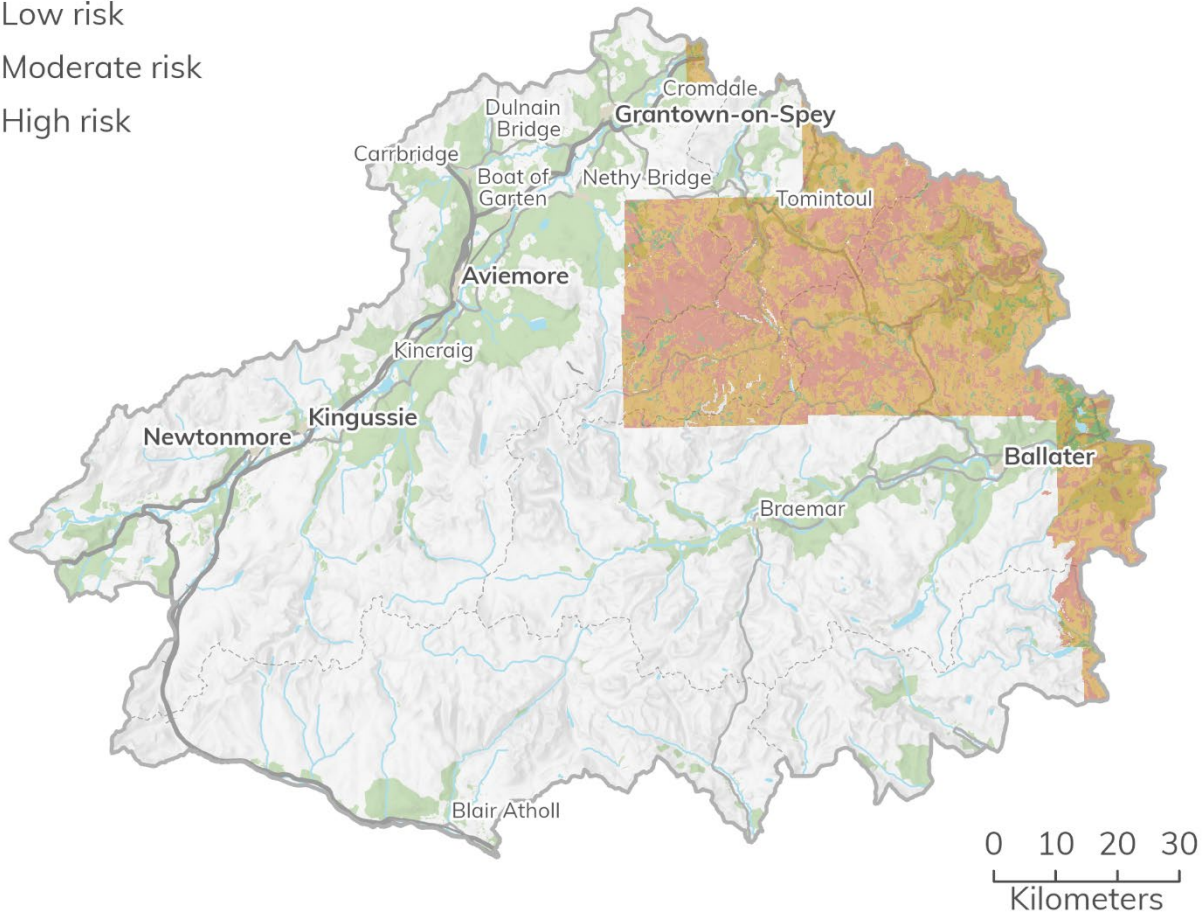 Low risk
Moderate risk
High risk
Cromdale
Dulnain
Bridge
Grantown-on-Spey
Carrbridge
Boat of
Garten
Nethy Bridge
Tomintoul
Aviemore
Kincraig
Kingussie
Newtonmore
Ballater
Braemar
Blair Atholl
0 10 20 30
Kilometers